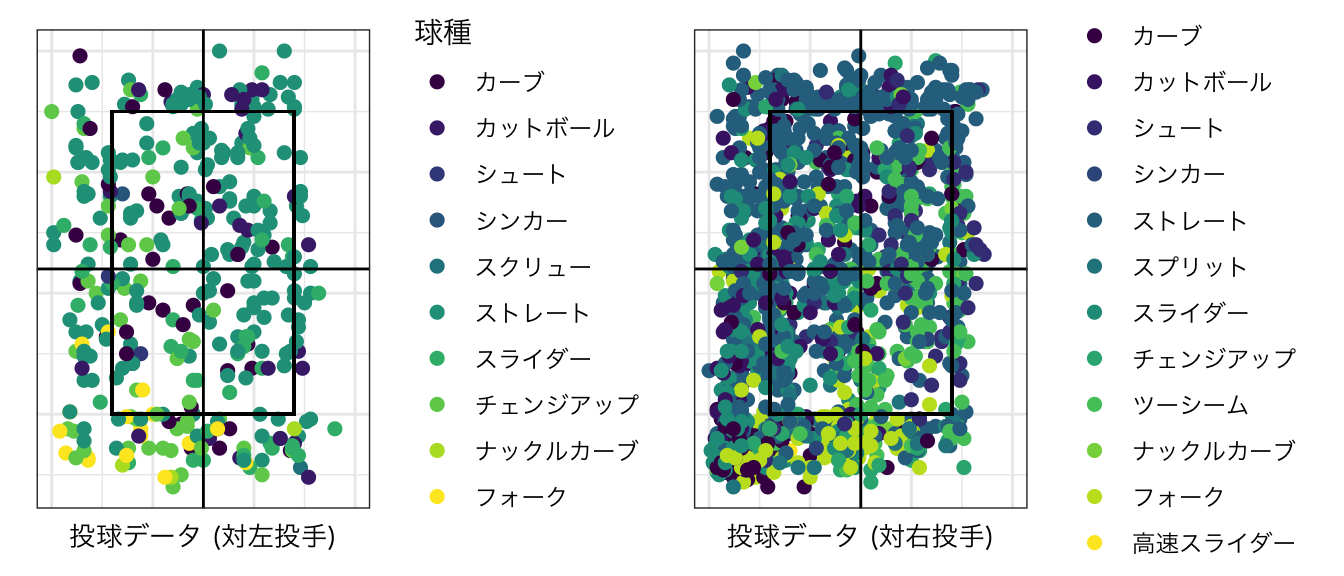 球種
カーブ
カットボール
シュート
シンカー
スクリュー
ストレート
スライダー
チェンジアップ
ナックルカーブ
フォーク
投球データ (対左投手)
カーブ
カットボール
シュート
シンカー
ストレート
スプリット
スライダー
チェンジアップ
ツーシーム
ナックルカーブ
フォーク
高速スライダー
投球データ (対右投手)